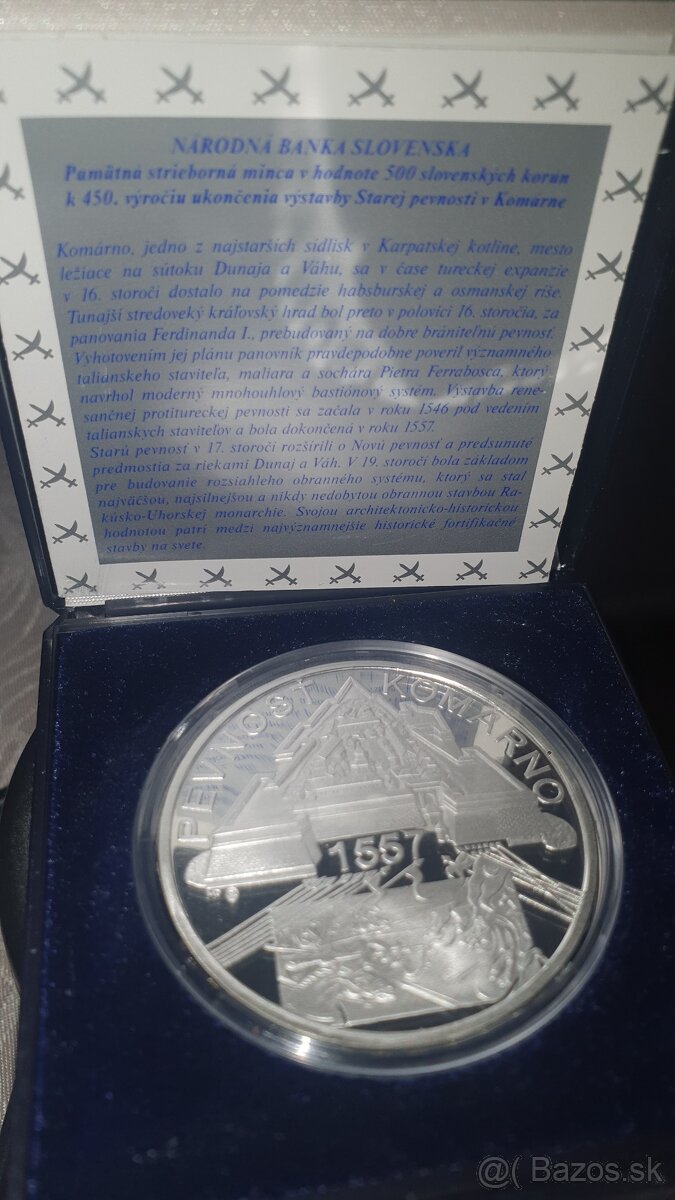 NÁRODNÁ BANKA SLOVENSKA
Pamätná strieborná minca v hodnote 500 slovenských korun
k 450. výročiu ukončenia výstavby Starej pevnosti v Komárne
Komárno, jedno z najstarších sídlisk v Karpatskej kotline, mesto
ležiace na sútoku Dunaja a Váhu, sa v čase tureckej expanzie
v 16. storočí dostalo na pomedzie habsburskej a osmanskej ríše.
Tunajší stredoveký kráľovský hrad bol preto v polovici 16. storočia, za
panovania Ferdinanda I., prebudovaný na dobre brániteľnú pevnosť.
Vyhotovením jej plánu panovník pravdepodobne poveril významného
talianskeho staviteľa, maliara a sochára Pietra Ferrabosca, ktorý
navrhol moderný mnohouhlový bastiónový systém. Výstavba rene-
sančnej protitureckej pevnosti sa začala v roku 1546 pod vedením
talianskych staviteľov a bola dokončená v roku 1557.
Starú pevnosť v 17. storočí rozšírili o Novú pevnosť a predsunuté
predmostia za riekami Dunaj a Váh. V 19. storočí bola základom
pre budovanie rozsiahleho obranného systému, ktorý sa stal
najväčšou, najsilnejšou a nikdy nedobytou obrannou stavbou Ra-
kúsko-Uhorskej monarchie. Svojou architektonicko-historickou
hodnotou patrí medzi najvýznamnejšie historické fortifikačné
stavby na svete.
PEVNOSŤ KOMÁRNO
1557
@( Bazos.sk